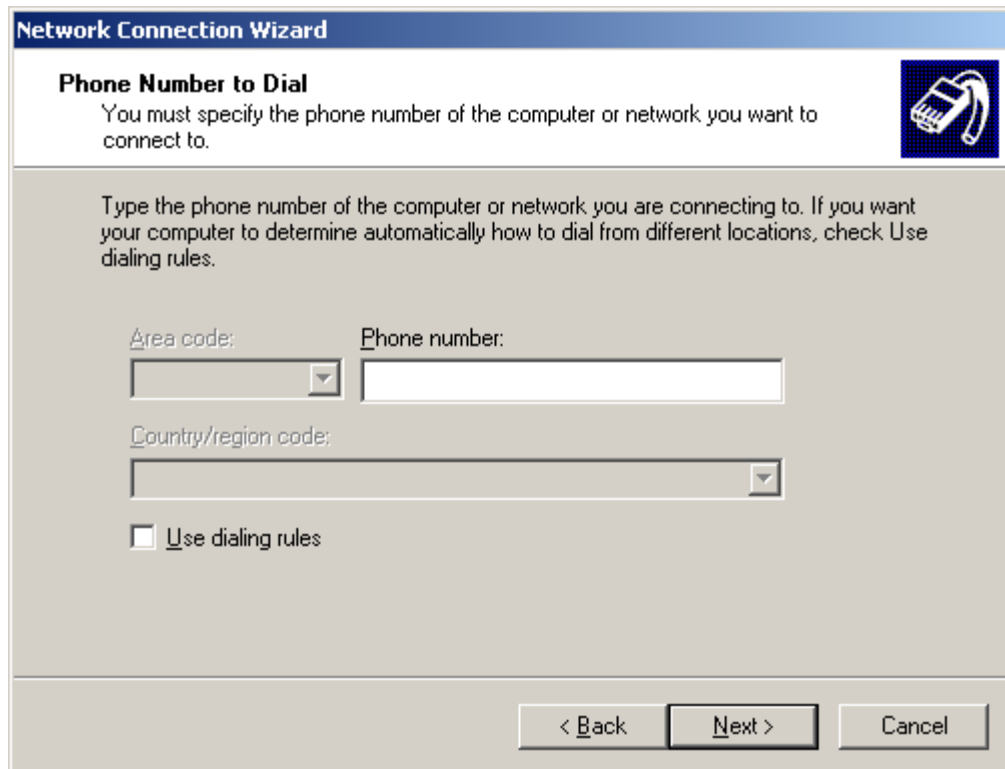 Network Connection Wizard
Phone Number to Dial
You must specify the phone number of the computer or network you want to
connect to.
Type the phone number of the computer or network you are connecting to. If you want
your computer to determine automatically how to dial from different locations, check Use
dialing rules.
Area code: Phone number:
Country/region code:
Use dialing rules
< Back Next > Cancel